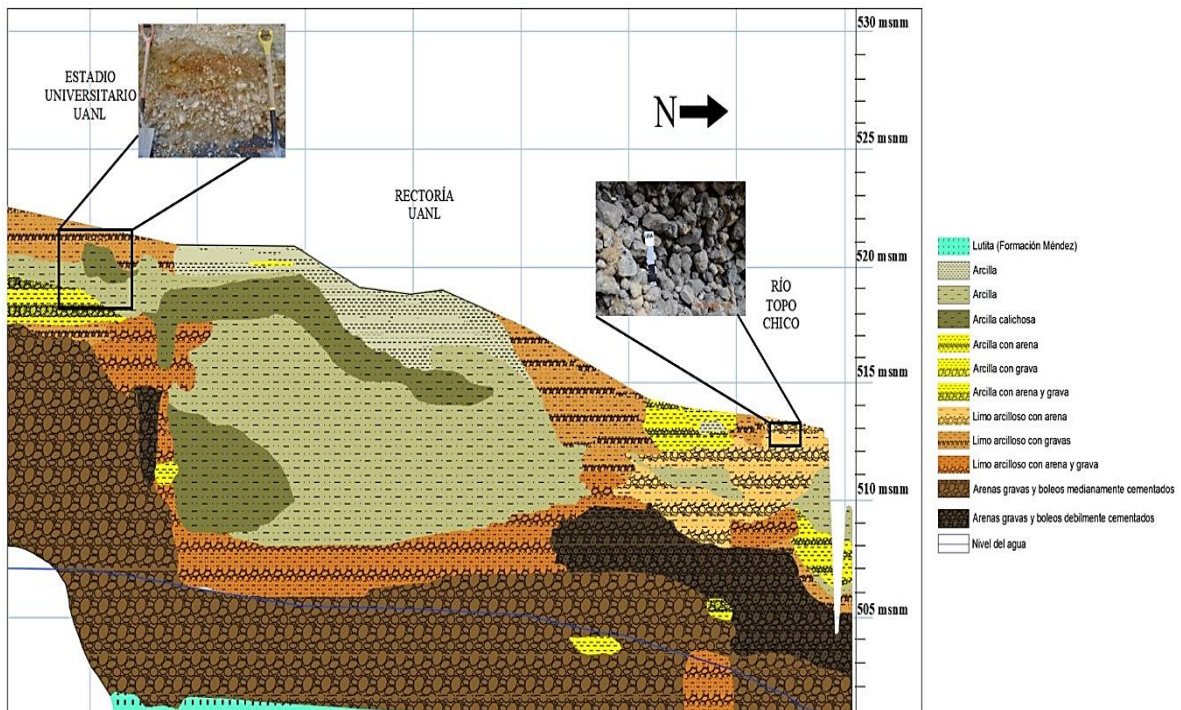 530 msnm
525 msnm
520 msnm
515 msnm
510 msnm
505 msnm
ESTADIO
UNIVERSITARIO
UANL
N
RECTORÍA
UANL
RÍO
TOPO
CHICO
Lutita (Formación Méndez)
Arcilla
Arcilla
Arcilla calichosa
Arcilla con arena
Arcilla con grava
Arcilla con arena y grava
Limo arcilloso con arena
Limo arcilloso con gravas
Limo arcilloso con arena y grava
Arenas gravas y boleos medianamente cementados
Arenas gravas y boleos debilmente cementados
Nivel del agua